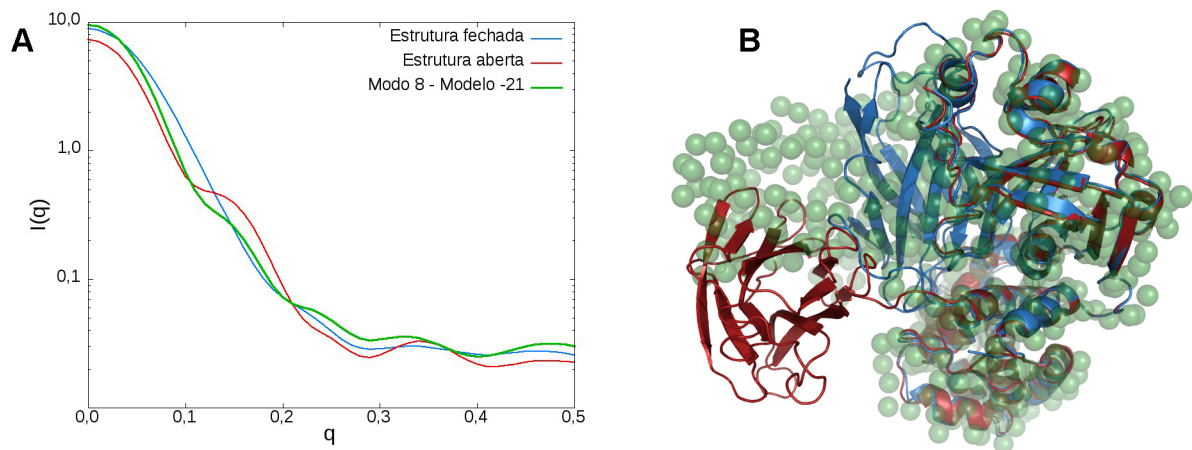 A
B
10,0
1,0
0,1
I(q)
Estrutura fechada
Estrutura aberta
Modo 8 - Modelo -21
0,0 0,1 0,2 0,3 0,4 0,5
q